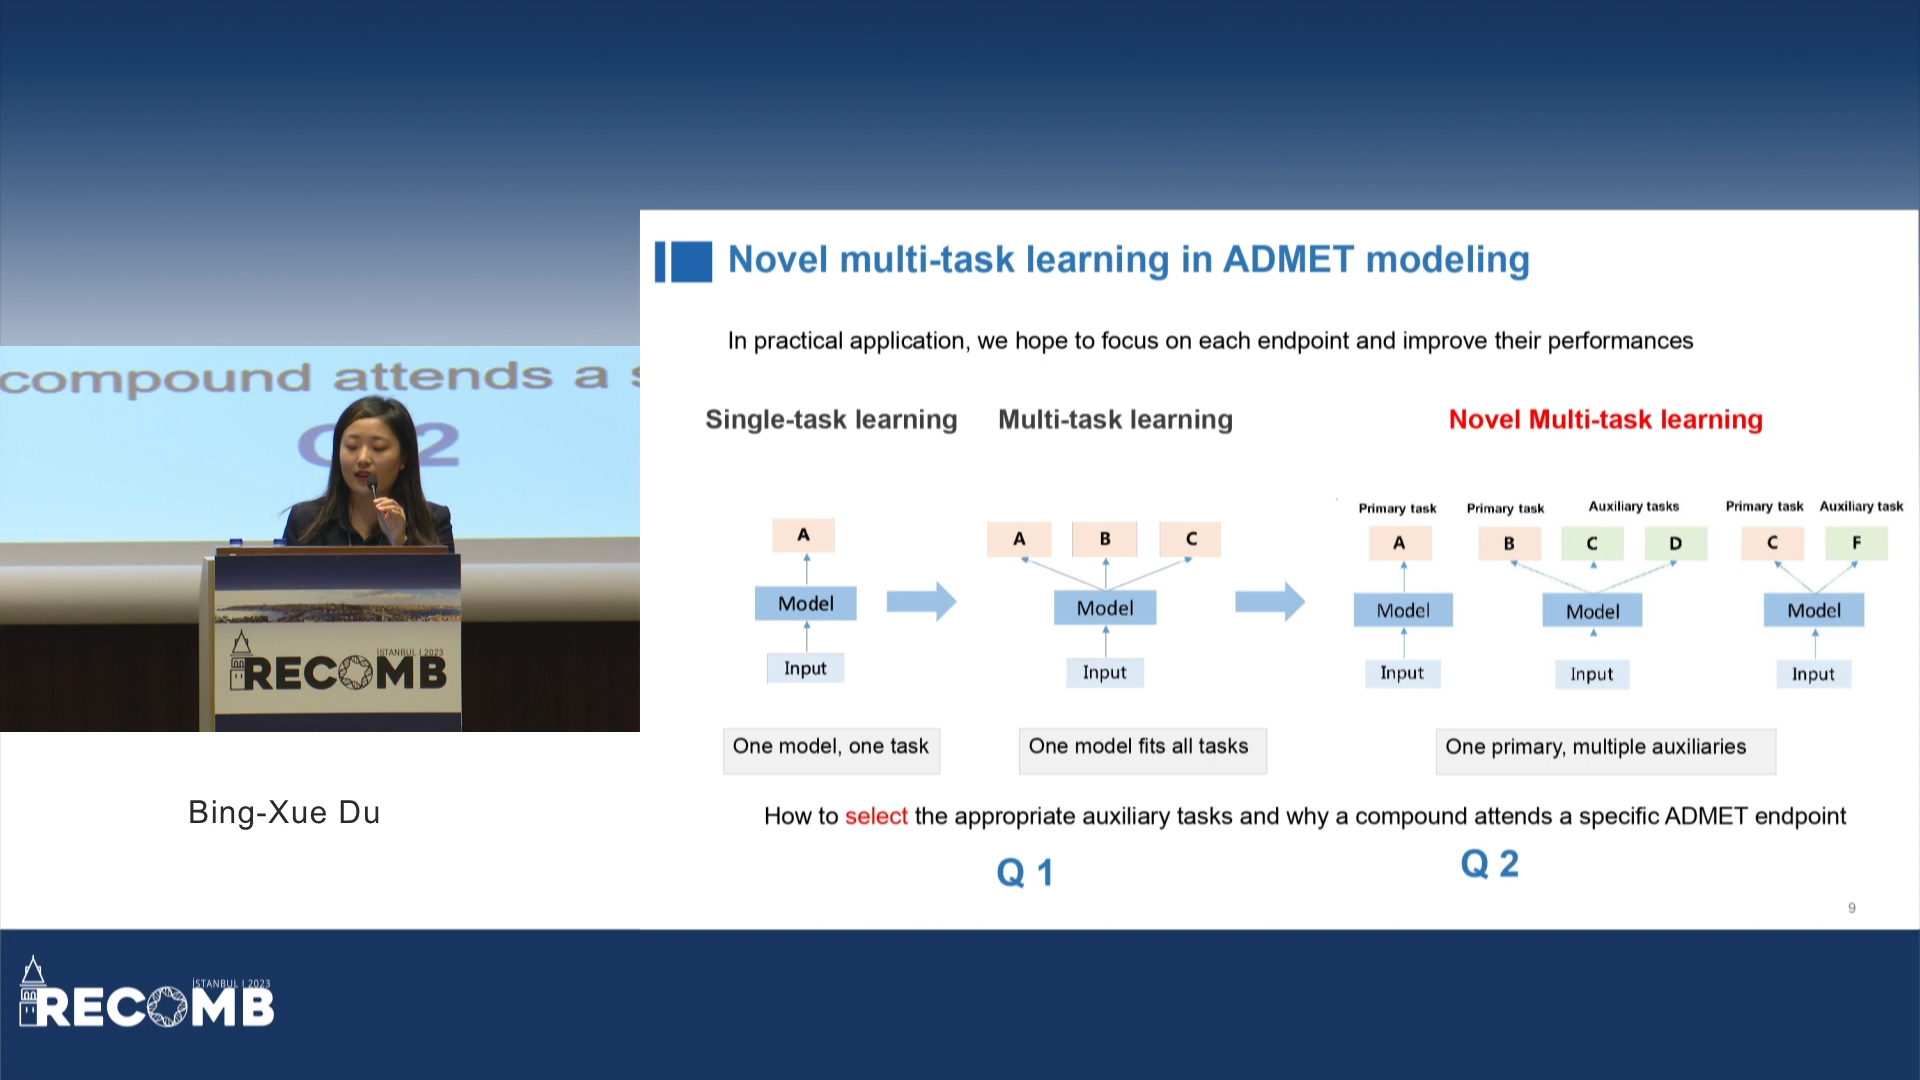 Novel multi-task learning in ADMET modeling
In practical application, we hope to focus on each endpoint and improve their performances
Single-task learning
Multi-task learning
Novel Multi-task learning
A
Model
Input
One model, one task
A B C
Model
Input
One model fits all tasks
Primary task
A
Model
Input
Primary task Auxiliary tasks
B C D
Model
Input
Primary task Auxiliary task
C F
Model
Input
One primary, multiple auxiliaries
How to select the appropriate auxiliary tasks and why a compound attends a specific ADMET endpoint
Q 1
Q 2
9
compound attends a
2
İSTANBUL | 2023
RECOMB
Bing-Xue Du
İSTANBUL | 2023
RECOMB